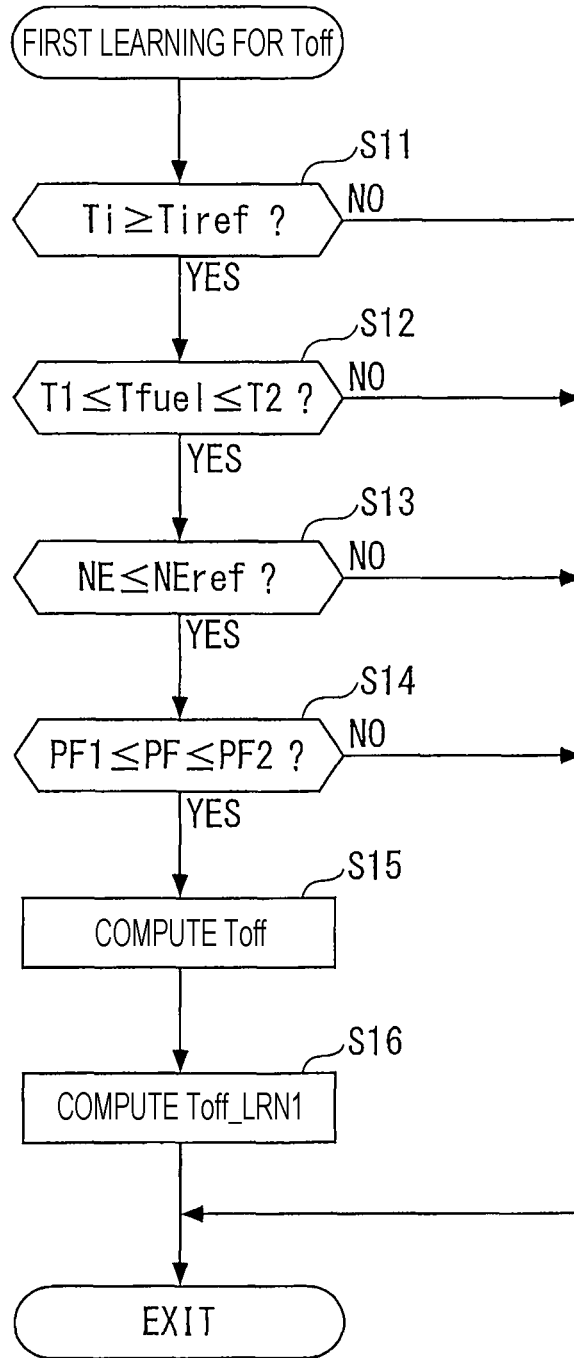 FIRST LEARNING FOR Toff
S11
Ti≥Tiref ?
NO
YES
S12
T1≤Tfuel≤T2 ?
NO
YES
S13
NE≤NEref ?
NO
YES
S14
PF1≤PF≤PF2 ?
NO
YES
S15
COMPUTE Toff
S16
COMPUTE Toff_LRN1
EXIT